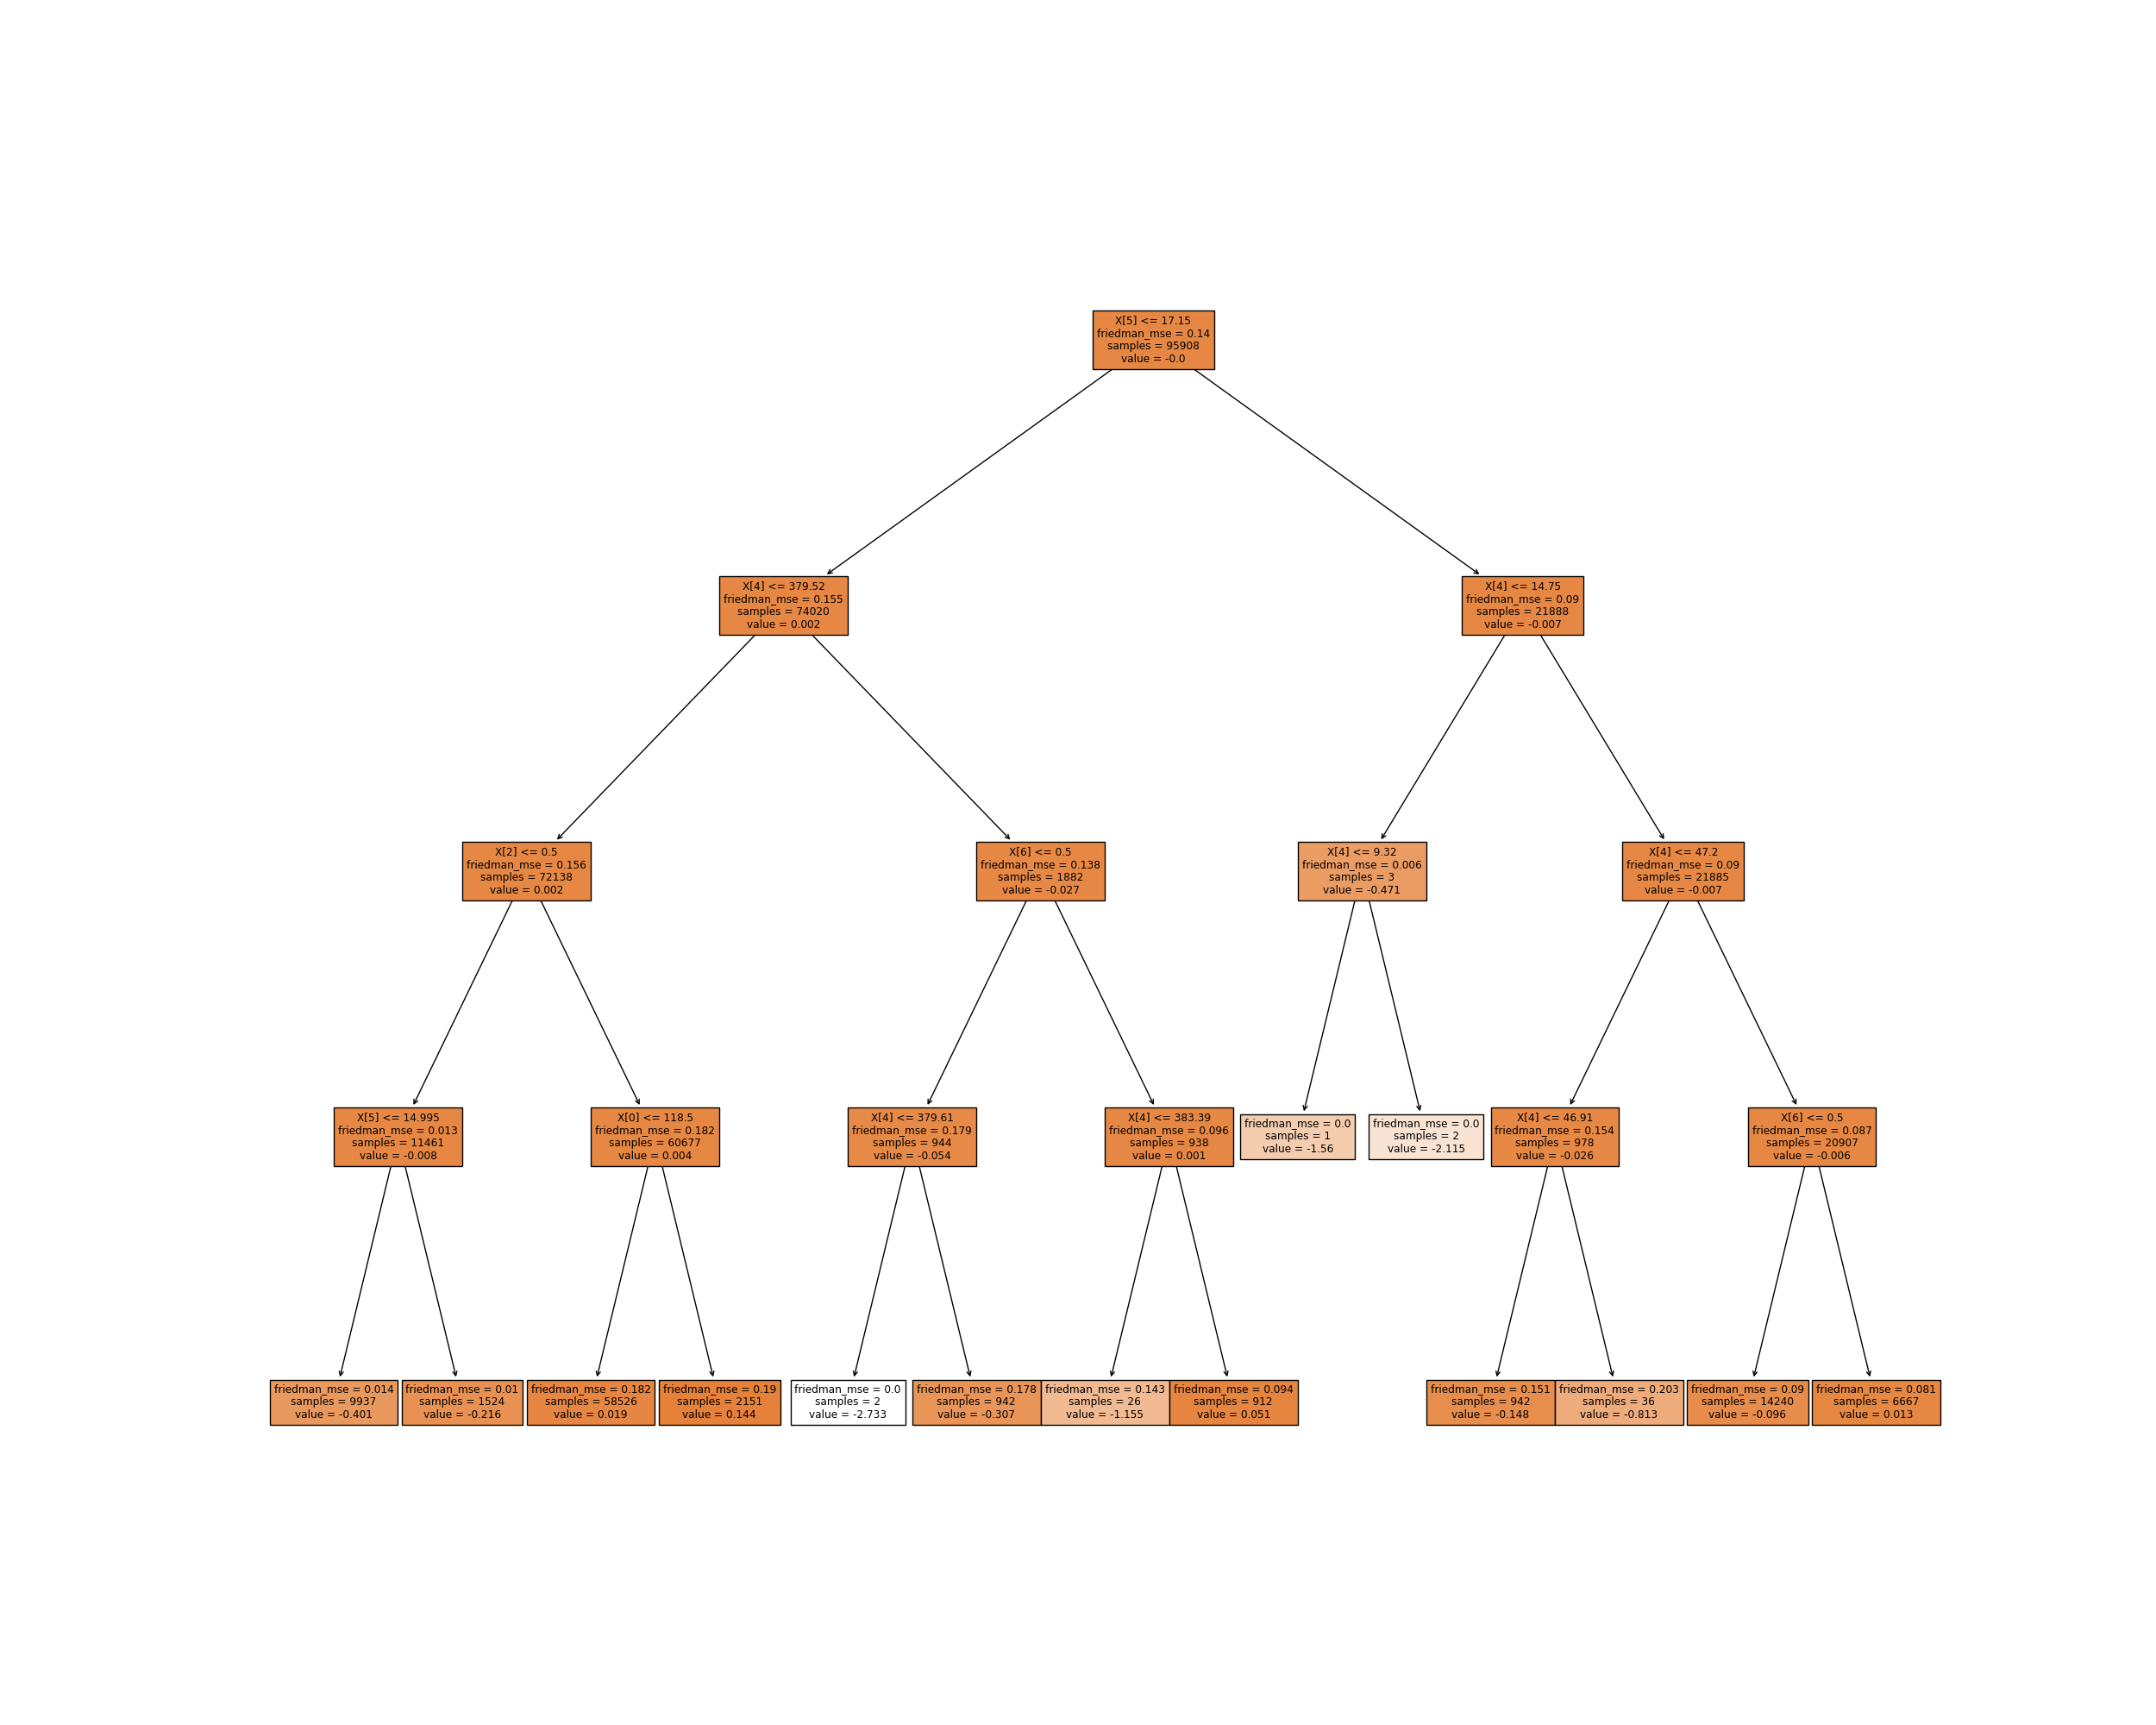 X[5] <= 17.15
friedman_mse = 0.14
samples = 95908
value = -0.0
X[4] <= 379.52
friedman_mse = 0.155
samples = 74020
value = 0.002
X[4] <= 14.75
friedman_mse = 0.09
samples = 21888
value = -0.007
X[2] <= 0.5
friedman_mse = 0.156
samples = 72138
value = 0.002
X[6] <= 0.5
friedman_mse = 0.138
samples = 1882
value = -0.027
X[4] <= 9.32
friedman_mse = 0.006
samples = 3
value = -0.471
X[4] <= 47.2
friedman_mse = 0.09
samples = 21885
value = -0.007
X[5] <= 14.995
friedman_mse = 0.013
samples = 11461
value = -0.008
X[0] <= 118.5
friedman_mse = 0.182
samples = 60677
value = 0.004
X[4] <= 379.61
friedman_mse = 0.179
samples = 944
value = -0.054
X[4] <= 383.39
friedman_mse = 0.096
samples = 938
value = 0.001
friedman_mse = 0.0
samples = 1
value = -1.56
friedman_mse = 0.0
samples = 2
value = -2.115
X[4] <= 46.91
friedman_mse = 0.154
samples = 978
value = -0.026
X[6] <= 0.5
friedman_mse = 0.087
samples = 20907
value = -0.006
friedman_mse = 0.014
samples = 9937
value = -0.401
friedman_mse = 0.01
samples = 1524
value = -0.216
friedman_mse = 0.182
samples = 58526
value = 0.019
friedman_mse = 0.19
samples = 2151
value = 0.144
friedman_mse = 0.0
samples = 2
value = -2.733
friedman_mse = 0.178
samples = 942
value = -0.307
friedman_mse = 0.143
samples = 26
value = -1.155
friedman_mse = 0.094
samples = 912
value = 0.051
friedman_mse = 0.151
samples = 942
value = -0.148
friedman_mse = 0.203
samples = 36
value = -0.813
friedman_mse = 0.09
samples = 14240
value = -0.096
friedman_mse = 0.081
samples = 6667
value = 0.013